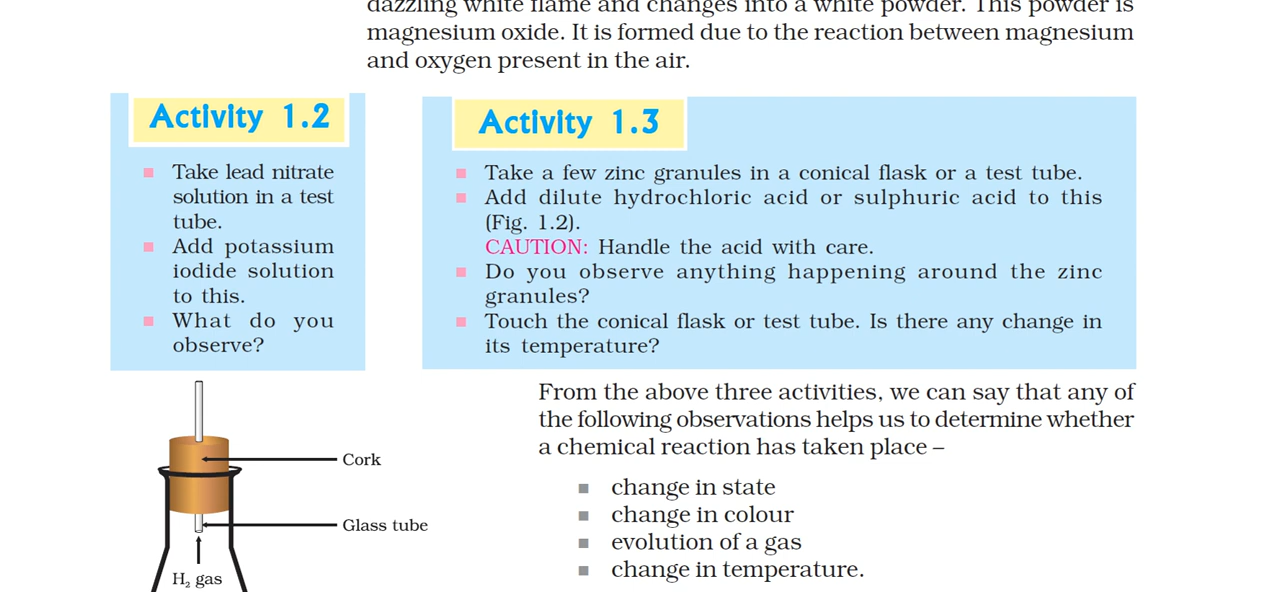 dazzling white flame and changes into a white powder. This powder is
magnesium oxide. It is formed due to the reaction between magnesium
and oxygen present in the air.
Activity 1.2
Take lead nitrate
solution in a test
tube.
Add potassium
iodide solution
to this.
What do you
observe?
Activity 1.3
Take a few zinc granules in a conical flask or a test tube.
Add dilute hydrochloric acid or sulphuric acid to this
(Fig. 1.2).
CAUTION: Handle the acid with care.
Do you observe anything happening around the zinc
granules?
Touch the conical flask or test tube. Is there any change in
its temperature?
Cork
Glass tube
H₂ gas
From the above three activities, we can say that any of
the following observations helps us to determine whether
a chemical reaction has taken place –
change in state
change in colour
evolution of a gas
change in temperature.